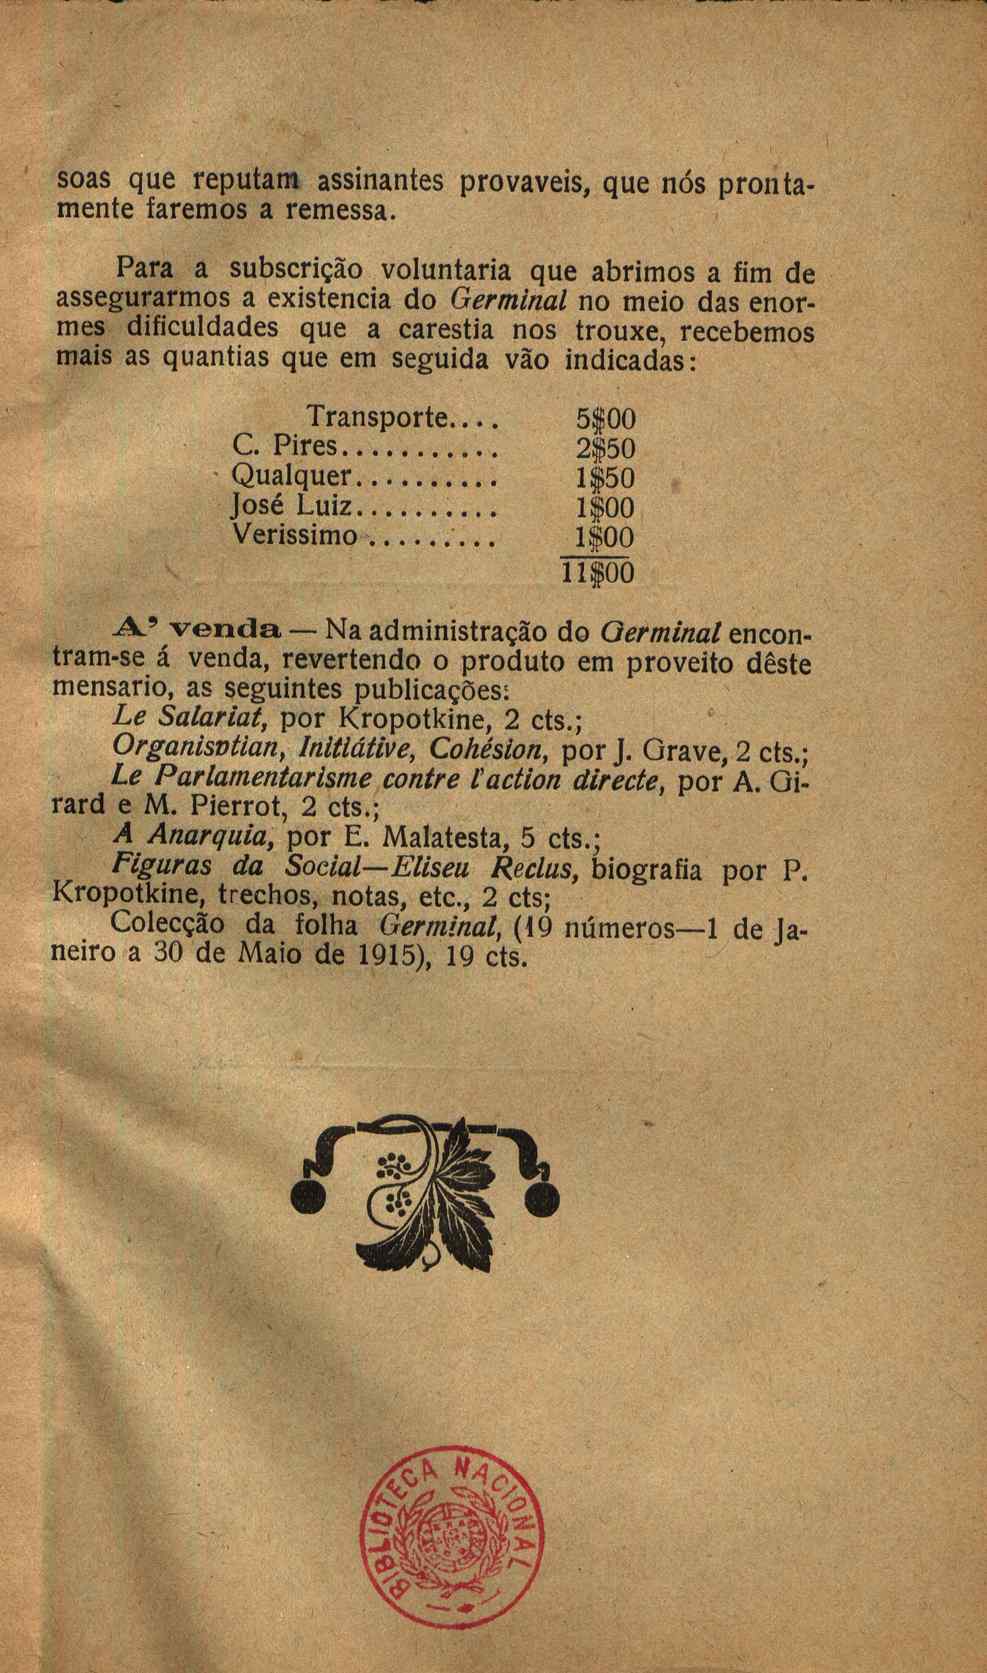 soas que reputam assinantes provaveis, que nós pronta-
mente faremos a remessa.
Para a subscrição voluntaria que abrimos a fim de
assegurarmos a existencia do Germinal no meio das enor-
mes dificuldades que a carestia nos trouxe, recebemos
mais as quantias que em seguida vão indicadas:
Transporte.... 5$00
C. Pires........... 2$50
Qualquer.......... 1$50
José Luiz.......... 1$00
Verissimo ......... 1$00
11$00
A' venda — Na administração do Germinal encon-
tram-se á venda, revertendo o produto em proveito dêste
mensario, as seguintes publicações:
Le Salariat, por Kropotkine, 2 cts.;
Organisvtian, Initiátive, Cohésion, por J. Grave, 2 cts.;
Le Parlamentarisme contre l'action directe, por A. Gi-
rard e M. Pierrot, 2 cts.;
A Anarquia, por E. Malatesta, 5 cts.;
Figuras da Social—Eliseu Reclus, biografia por P.
Kropotkine, trechos, notas, etc., 2 cts;
Colecção da folha Germinal, (19 números—1 de Ja-
neiro a 30 de Maio de 1915), 19 cts.
BIBLIOTECA NACIONAL